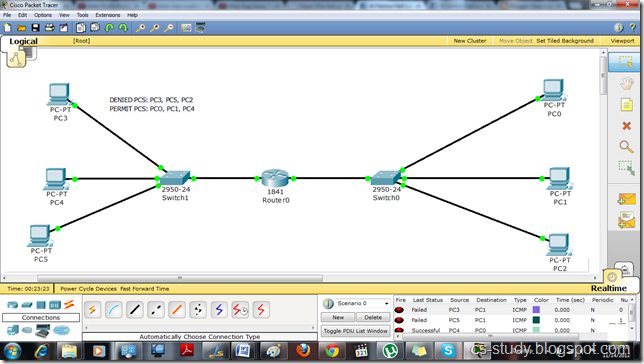 Cisco Packet Tracer
File Edit Options View Tools Extensions Help
Logical [Root] New Cluster Move Object Set Tiled Background Viewport
DENIED PCS: PC3, PC5, PC2
PERMIT PCS: PCO, PC1, PC4
PC-PT
PC3
PC-PT
PC0
PC-PT
PC4
2950-24
Switch1
1841
Router0
2950-24
Switch0
PC-PT
PC1
PC-PT
PC5
PC-PT
PC2
Time: 00:23:23 Power Cycle Devices Fast Forward Time Realtime
Connections
Automatically Choose Connection Type
Scenario 0
New Delete
Toggle PDU List Window
Fire Last Status Source Destination Type Color Time (sec) Periodic Nu
Failed PC3 PC1 ICMP 0.000 N 0
Failed PC5 PC1 ICMP 0.000 N 1
Successful PC4 PC0 ICMP 0.000 N
cs-study.blogspot.com